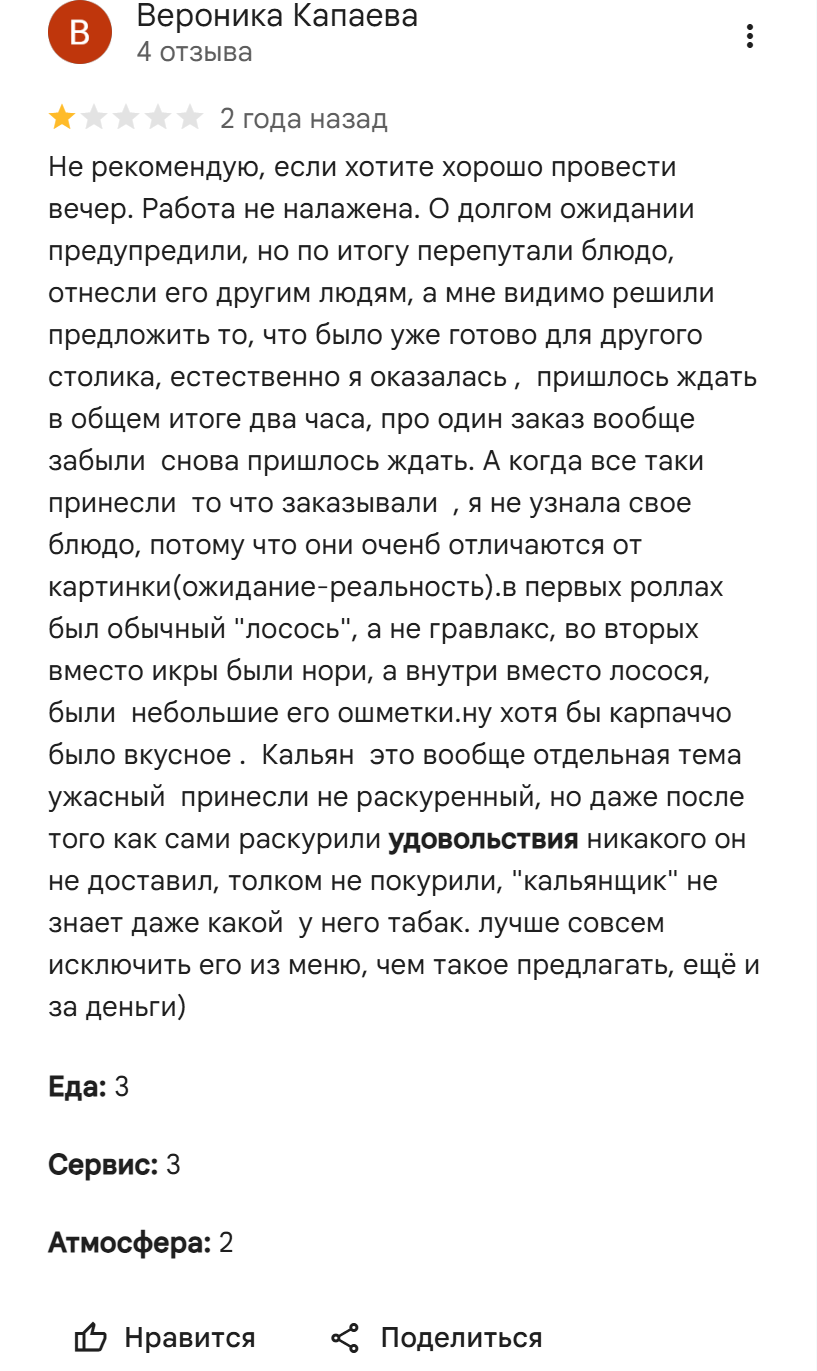 В
Вероника Капаева
4 отзыва
2 года назад
Не рекомендую, если хотите хорошо провести
вечер. Работа не налажена. О долгом ожидании
предупредили, но по итогу перепутали блюдо,
отнесли его другим людям, а мне видимо решили
предложить то, что было уже готово для другого
столика, естественно я оказалась ,  пришлось ждать
в общем итоге два часа, про один заказ вообще
забыли  снова пришлось ждать. А когда все таки
принесли  то что заказывали  , я не узнала свое
блюдо, потому что они оченб отличаются от
картинки(ожидание-реальность).в первых роллах
был обычный "лосось", а не гравлакс, во вторых
вместо икры были нори, а внутри вместо лосося,
были  небольшие его ошметки.ну хотя бы карпаччо
было вкусное .  Кальян  это вообще отдельная тема
ужасный  принесли не раскуренный, но даже после
того как сами раскурили удовольствия никакого он
не доставил, толком не покурили, "кальянщик" не
знает даже какой  у него табак. лучше совсем
исключить его из меню, чем такое предлагать, ещё и
за деньги)
Еда: 3
Сервис: 3
Атмосфера: 2
Нравится
Поделиться